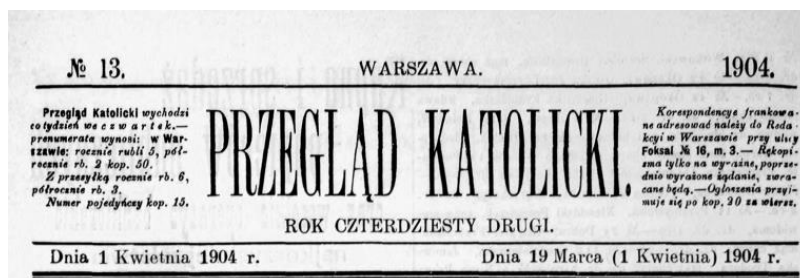 № 13.
WARSZAWA.
1904.
Przegląd Katolicki wychodzi
co tydzień we czwartek.—
prenumerata wynosi: w War-
szawie; rocznie rubli 5, pół-
rocznie rb. 2 kop. 50.
Z przesyłką rocznie rb. 6,
półrocznie rb. 3.
Numer pojedyńczy kop. 15.
PRZEGLĄD KATOLICKI.
Korespondencye frankowa-
ne adresować należy do Reda-
kcyi w Warszawie przy ulicy
Foksal № 16, m. 3.— Rękopi-
zma tylko na wyraźne, poprze-
dnio wyrażone żądanie, zwra-
cane będą.—Ogłoszenia przyj-
muje się po kop. 30 za wiersz.
ROK CZTERDZIESTY DRUGI.
Dnia 1 Kwietnia 1904 r.
Dnia 19 Marca (1 Kwietnia) 1904 r.